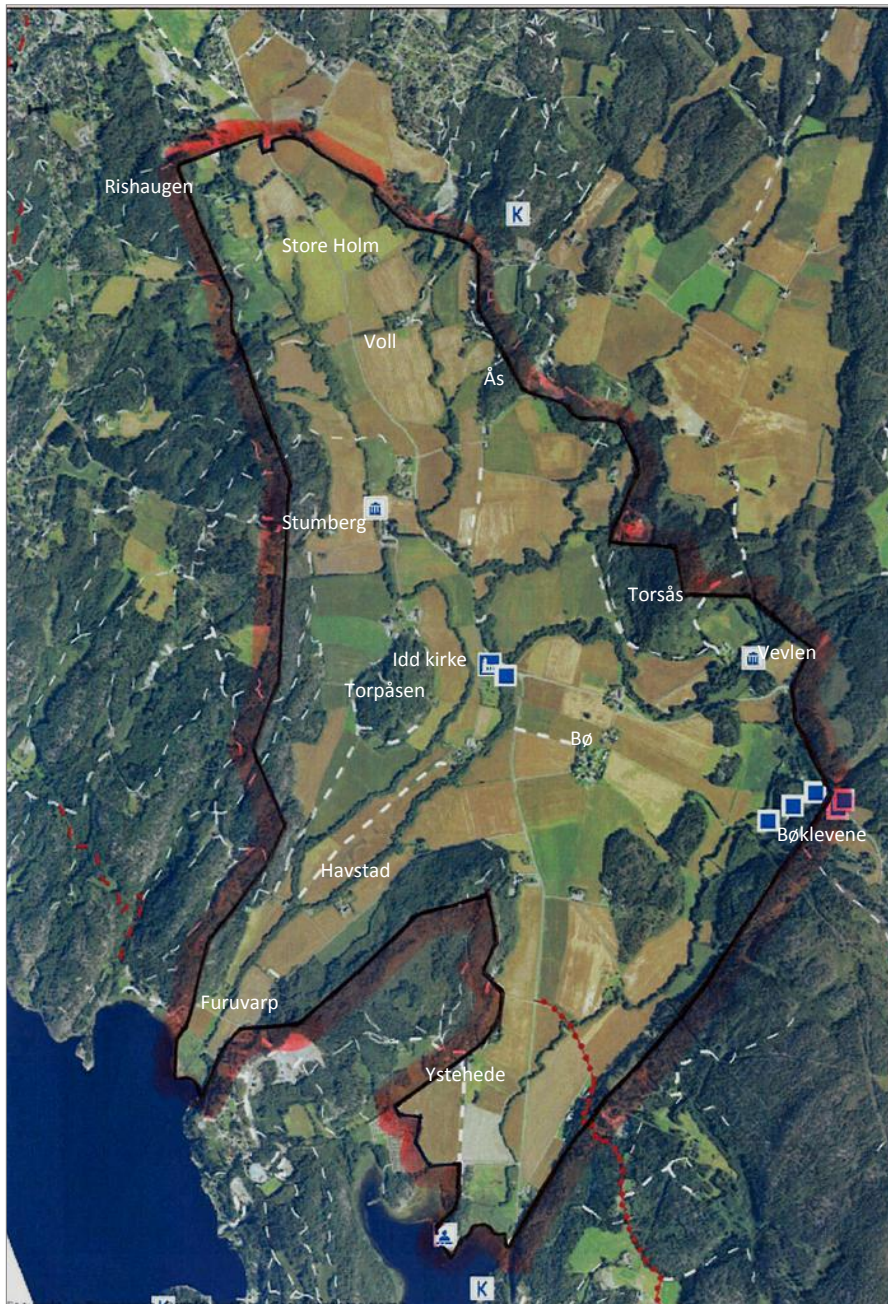 Rishaugen
K
Store Holm
Voll
Ås
Stumberg
Torsås
Idd kirke
Vevlen
Torpåsen
Bø
Bøklevene
Havstad
Furuvarp
Ystehede
K